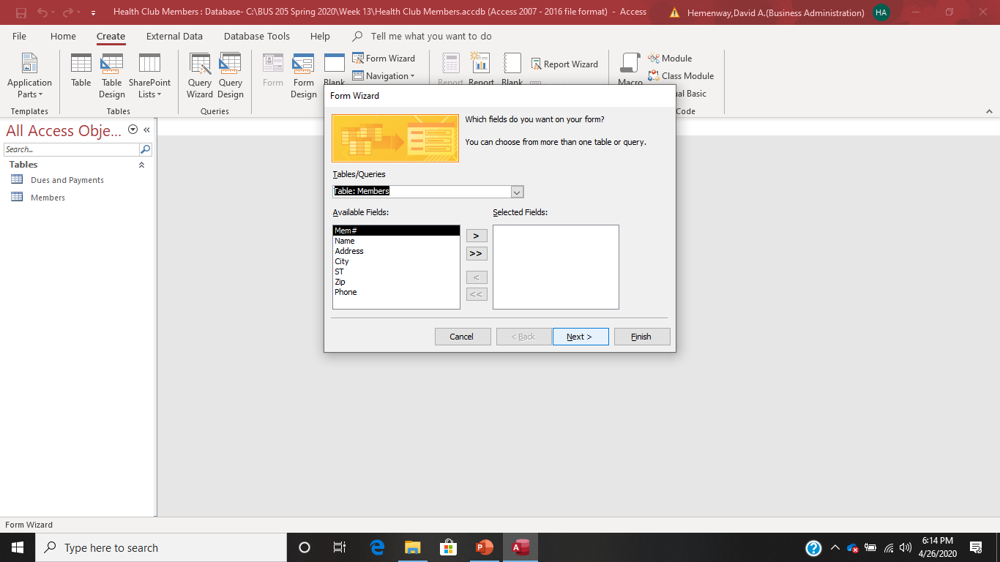 Health Club Members : Database- C:\BUS 205 Spring 2020\Week 13\Health Club Members.accdb (Access 2007 - 2016 file format) - Access
Hemenway,David A.(Business Administration)
HA
File Home Create External Data Database Tools Help Tell me what you want to do
Application Parts
Table
Table Design
SharePoint Lists
Query Wizard
Query Design
Form
Form Design
Blank
Form Wizard
Navigation
Report
Report
Blank
Report Wizard
Macro
Module
Class Module
ual Basic
Templates
Tables
Queries
Code
All Access Obje...
Search...
Tables
Dues and Payments
Members
Form Wizard
Which fields do you want on your form?
You can choose from more than one table or query.
Tables/Queries
Table: Members
Available Fields:
Selected Fields:
Mem#
Name
Address
City
ST
Zip
Phone
>
>>
<
<<
Cancel
< Back
Next >
Finish
Form Wizard
Type here to search
6:14 PM
4/26/2020